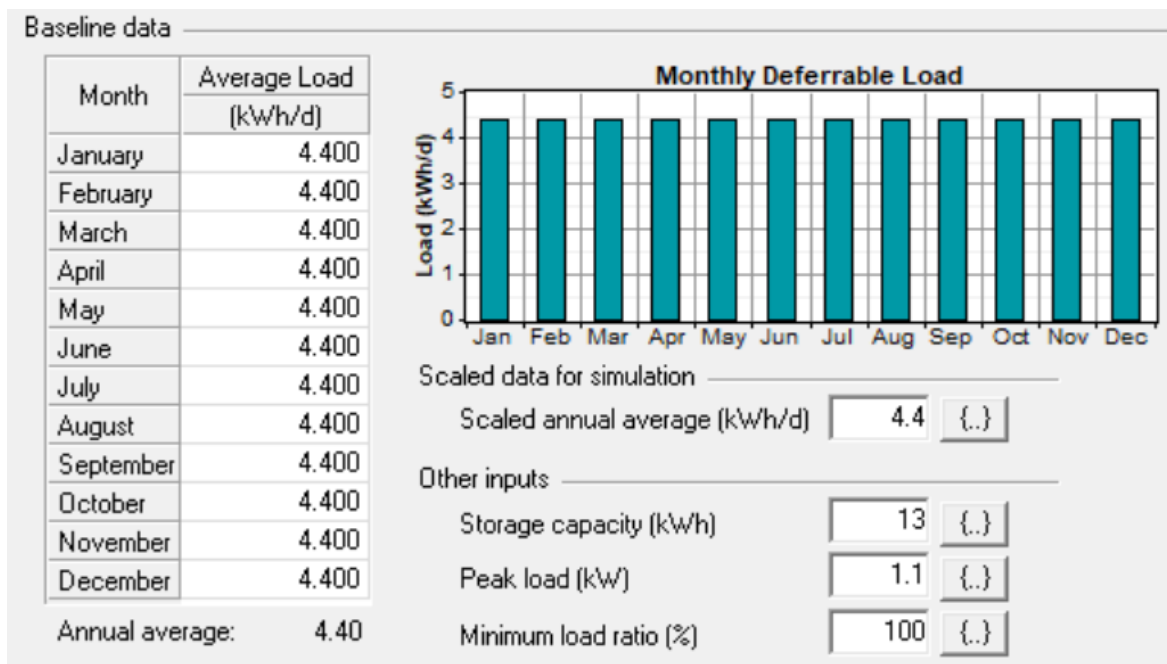 Baseline data
Month Average Load
(kWh/d)
January 4.400
February 4.400
March 4.400
April 4.400
May 4.400
June 4.400
July 4.400
August 4.400
September 4.400
October 4.400
November 4.400
December 4.400
Annual average: 4.40
Monthly Deferrable Load
Load (kWh/d)
5
4
3
2
1
0
Jan Feb Mar Apr May Jun Jul Aug Sep Oct Nov Dec
Scaled data for simulation
Scaled annual average (kWh/d) 4.4 {..}
Other inputs
Storage capacity (kWh) 13 {..}
Peak load (kW) 1.1 {..}
Minimum load ratio (%) 100 {..}